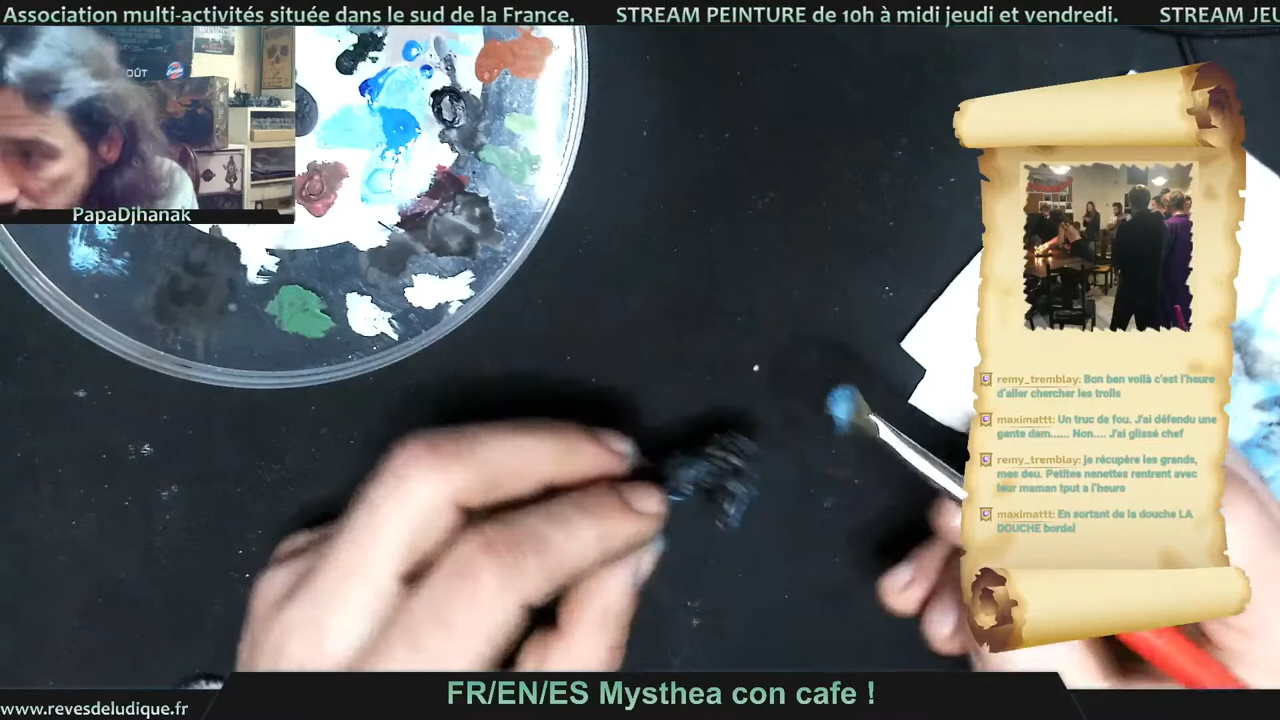 Association multi-activités située dans le sud de la France. STREAM PEINTURE de 10h à midi jeudi et vendredi. STREAM JEU
OÛT
PapaDjhanak
remy_tremblay: Bon ben voilà c'est l'heure
d'aller chercher les trolls
maximattt: Un truc de fou. J'ai défendu une
gente dam...... Non.... J'ai glissé chef
remy_tremblay: je récupère les grands,
mes deu. Petites nenettes rentrent avec
leur maman tput a l'heure
maximattt: En sortant de la douche LA
DOUCHE bordel
FR/EN/ES Mysthea con cafe !
www.revesdeludique.fr